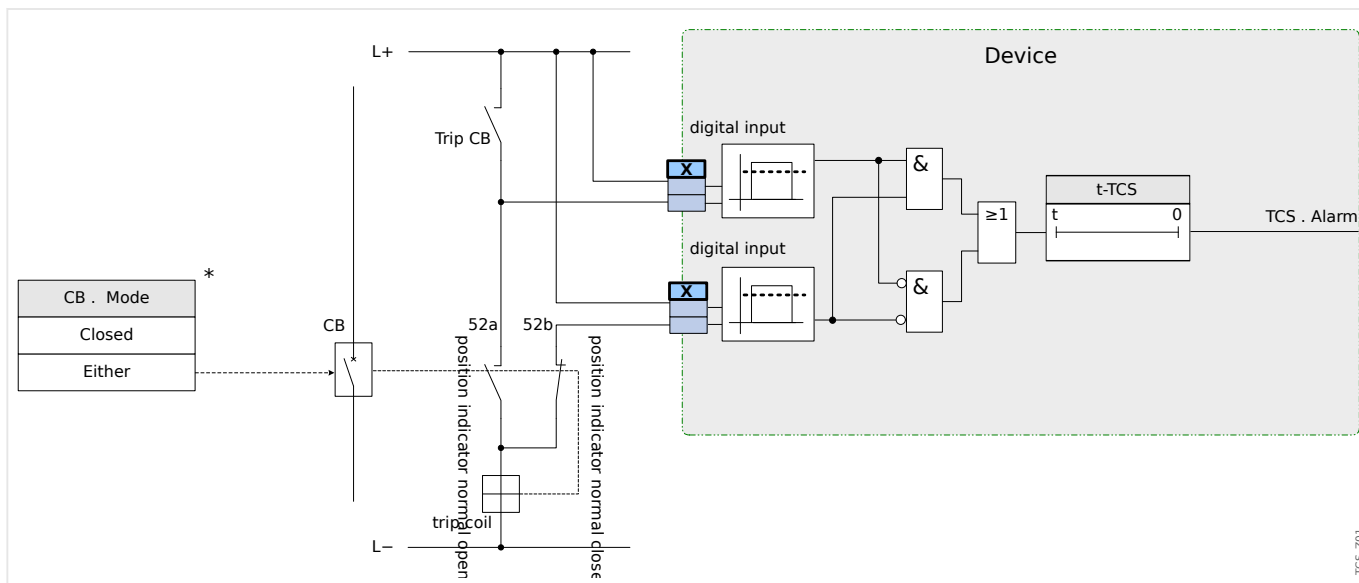 L+
Device
digital input
Trip CB
X
&
t-TCS
t
0
TCS . Alarm
≥1
*
CB . Mode
Closed
Either
digital input
X
&
CB
52a
52b
position indicator normal open
position indicator normal close
trip coil
L−